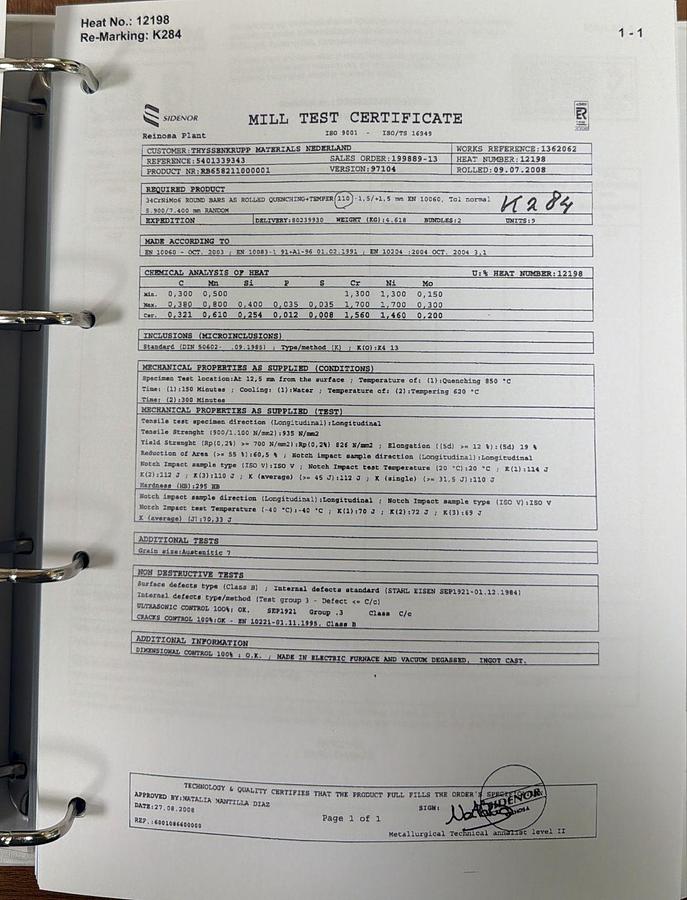 Heat No.: 12198
Re-Marking: K284
1 - 1
SIDENOR
MILL TEST CERTIFICATE
Reinosa Plant
ISO 9001 - ISO/TS 16949
CUSTOMER:THYSSENKRUPP MATERIALS NEDERLAND WORKS REFERENCE:1362062
REFERENCE:5401339343 SALES ORDER:199889-13 HEAT NUMBER:12198
PRODUCT NR:RB658211000001 VERSION:97104 ROLLED:09.07.2008
REQUIRED PRODUCT
34CrNiMo6 ROUND BARS AS ROLLED QUENCHING+TEMPER 110 -1,5/+1,5 mm EN 10060, Tol normal
5.900/7.400 mm RANDOM
K284
EXPEDITION DELIVERY:80239930 WEIGHT (KG):4.618 BUNDLES:2 UNITS:9
MADE ACCORDING TO
EN 10060 - OCT. 2003 ; EN 10083-1 91+A1-96 01.02.1991 ; EN 10204 :2004 OCT. 2004 3,1
CHEMICAL ANALYSIS OF HEAT U:% HEAT NUMBER:12198
C Mn Si P S Cr Ni Mo
Min. 0,300 0,500 1,300 1,300 0,150
Max. 0,380 0,800 0,400 0,035 0,035 1,700 1,700 0,300
Cer. 0,321 0,610 0,254 0,012 0,008 1,560 1,460 0,200
INCLUSIONS (MICROINCLUSIONS)
Standard (DIN 50602- .09.1985) ; Type/method (K) ; K(O):K4 13
MECHANICAL PROPERTIES AS SUPPLIED (CONDITIONS)
Specimen Test location:At 12,5 mm from the surface ; Temperature of: (1):Quenching 850 °C
Time: (1):150 Minutes ; Cooling: (1):Water ; Temperature of: (2):Tempering 620 °C
Time: (2):300 Minutes
MECHANICAL PROPERTIES AS SUPPLIED (TEST)
Tensile test specimen direction (Longitudinal):Longitudinal
Tensile Strenght (900/1.100 N/mm2):935 N/mm2
Yield Strenght (Rp(0,2%) >= 700 N/mm2):Rp(0,2%) 826 N/mm2 ; Elongation ((5d) >= 12 %):(5d) 19 %
Reduction of Area (>= 55 %):60,5 % ; Notch impact sample direction (Longitudinal):Longitudinal
Notch Impact sample type (ISO V):ISO V ; Notch Impact test Temperature (20 °C):20 °C ; K(1):114 J
K(2):112 J ; K(3):110 J ; K (average) (>= 45 J):112 J ; K (single) (>= 31,5 J):110 J
Hardness (HB):295 HB
Notch impact sample direction (Longitudinal):Longitudinal ; Notch Impact sample type (ISO V):ISO V
Notch Impact test Temperature (-40 °C):-40 °C ; K(1):70 J ; K(2):72 J ; K(3):69 J
K (average) (J):70,33 J
ADDITIONAL TESTS
Grain size:Austenitic 7
NON DESTRUCTIVE TESTS
Surface defects type (Class B) ; Internal defects standard (STAHL EISEN SEP1921-01.12.1984)
Internal defects type/method (Test group 3 - Defect <= C/c)
ULTRASONIC CONTROL 100%: OK. SEP1921 Group .3 Class C/c
CRACKS CONTROL 100%:OK - EN 10221-01.11.1995, Class B
ADDITIONAL INFORMATION
DIMENSIONAL CONTROL 100% : O.K. ; MADE IN ELECTRIC FURNACE AND VACUUM DEGASSED, INGOT CAST.
TECHNOLOGY & QUALITY CERTIFIES THAT THE PRODUCT FULL FILLS THE ORDER'S
APPROVED BY:NATALIA MANTILLA DIAZ
DATE:27.08.2008
SIGN:
SIDENOR
REF.:6001086600000
Page 1 of 1
Metallurgical Technical annalist level II